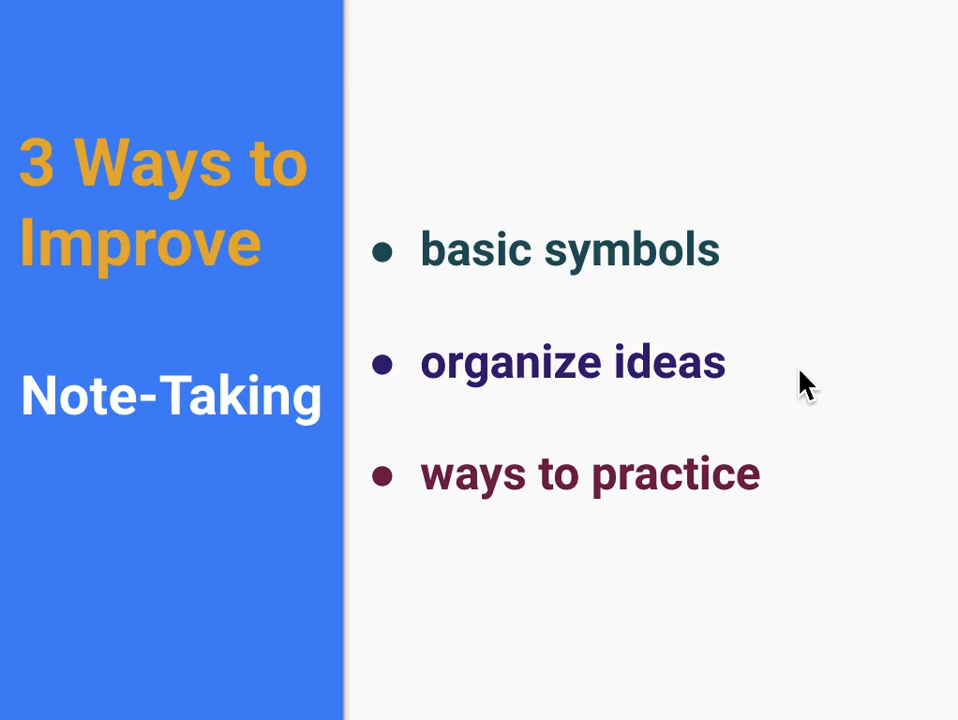 3 Ways to
Improve
Note-Taking
● basic symbols
● organize ideas
● ways to practice